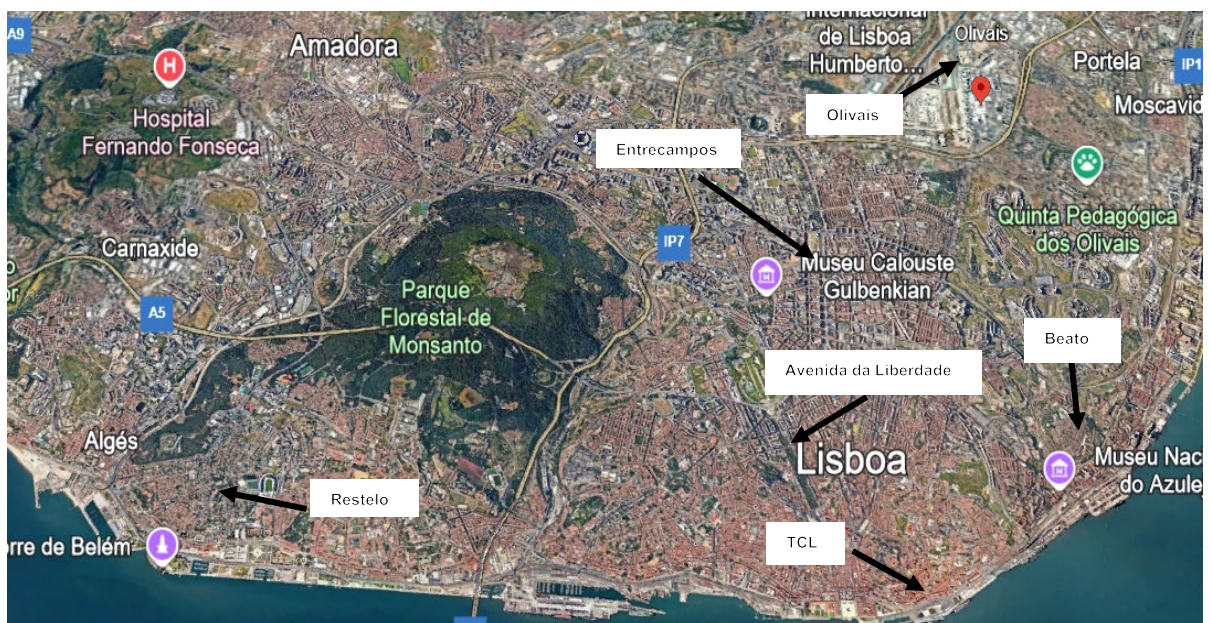 A9
Amadora
Internacional
de Lisboa
Humberto...
Olivais
Portela
IP1
Moscavid
H
Hospital
Fernando Fonseca
Olivais
Entrecampos
Quinta Pedagógica
dos Olivais
Carnaxide
IP7
Museu Calouste
Gulbenkian
A5
Parque
Florestal de
Monsanto
Beato
Avenida da Liberdade
Algés
Lisboa
Museu Nac
do Azulej
Restelo
TCL
orre de Belém